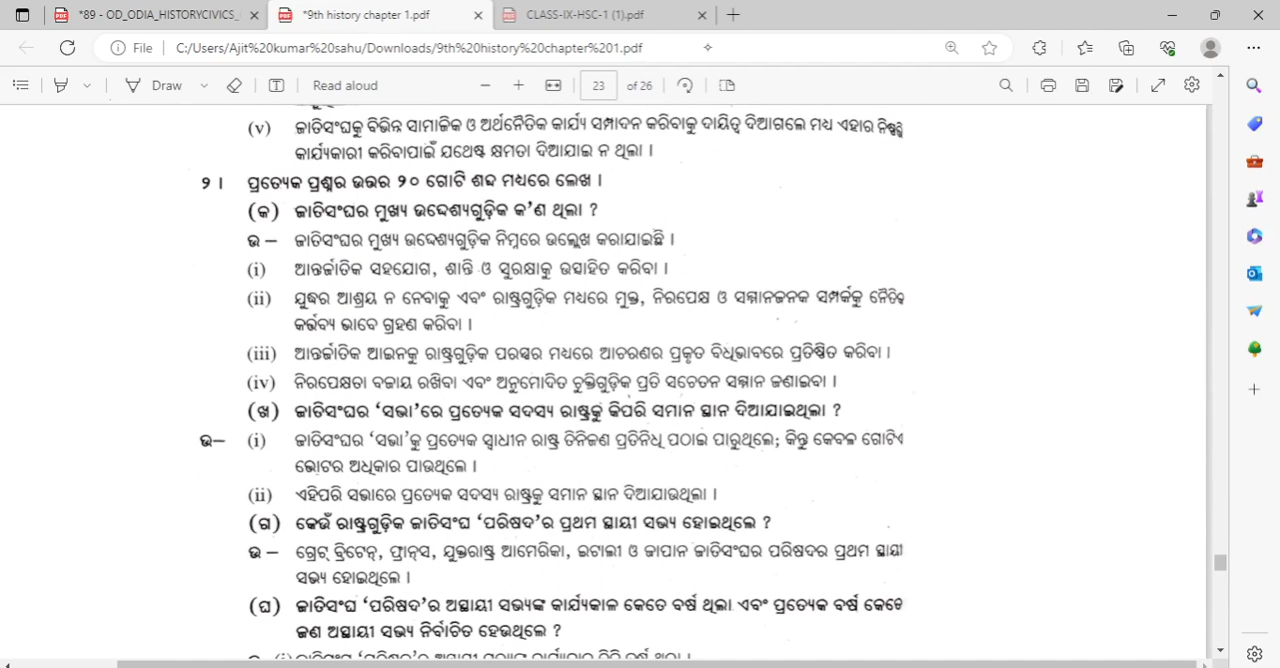 *89 - OD_ODIA_HISTORYCIVICS_
*9th history chapter 1.pdf
CLASS-IX-HSC-1 (1).pdf
File
C:/Users/Ajit%20kumar%20sahu/Downloads/9th%20history%20chapter%201.pdf
Draw
Read aloud
23 of 26
(v) ଜାତିସଂଘକୁ ବିଭିନ୍ନ ସାମାଜିକ ଓ ଅର୍ଥନୈତିକ କାର୍ଯ୍ୟ ସମ୍ପାଦନ କରିବାକୁ ଦାୟିତ୍ୱ ଦିଆଗଲେ ମଧ୍ୟ ଏହାର
କାର୍ଯ୍ୟକାରୀ କରିବାପାଇଁ ଯଥେଷ୍ଟ କ୍ଷମତା ଦିଆଯାଇ ନ ଥିଲା ।
୨ । ପ୍ରତ୍ୟେକ ପ୍ରଶ୍ନର ଉତ୍ତର ୨୦ ଗୋଟି ଶବ୍ଦ ମଧ୍ୟରେ ଲେଖ ।
(କ) ଜାତିସଂଘର ମୁଖ୍ୟ ଉଦ୍ଦେଶ୍ୟଗୁଡ଼ିକ କ'ଣ ଥିଲା ?
ଉ – ଜାତିସଂଘର ମୁଖ୍ୟ ଉଦ୍ଦେଶ୍ୟଗୁଡ଼ିକ ନିମ୍ନରେ ଉଲ୍ଲେଖ କରାଯାଇଛି ।
(i) ଆନ୍ତର୍ଜାତିକ ସହଯୋଗ, ଶାନ୍ତି ଓ ସୁରକ୍ଷାକୁ ଉତ୍ସାହିତ କରିବା ।
(ii) ଯୁଦ୍ଧର ଆଶ୍ରୟ ନ ନେବାକୁ ଏବଂ ରାଷ୍ଟ୍ରଗୁଡ଼ିକ ମଧ୍ୟରେ ମୁକ୍ତ, ନିରପେକ୍ଷ ଓ ସମ୍ମାନଜନକ ସମ୍ପର୍କକୁ ନୈତିକ
କର୍ତ୍ତବ୍ୟ ଭାବେ ଗ୍ରହଣ କରିବା ।
(iii) ଆନ୍ତର୍ଜାତିକ ଆଇନକୁ ରାଷ୍ଟ୍ରଗୁଡ଼ିକ ପରସ୍ପର ମଧ୍ୟରେ ଆଚରଣର ପ୍ରକୃତ ବିଧିଭାବରେ ପ୍ରତିଷ୍ଠିତ କରିବା ।
(iv) ନିରପେକ୍ଷତା ବଜାୟ ରଖିବା ଏବଂ ଅନୁମୋଦିତ ଚୁକ୍ତିଗୁଡ଼ିକ ପ୍ରତି ସଚେତନ ସମ୍ମାନ ଜଣାଇବା ।
(ଖ) ଜାତିସଂଘର ‘ସଭା’ରେ ପ୍ରତ୍ୟେକ ସଦସ୍ୟ ରାଷ୍ଟ୍ରକୁ କିପରି ସମାନ ସ୍ଥାନ ଦିଆଯାଇଥିଲା ?
ଉ– (i) ଜାତିସଂଘର ‘ସଭା’କୁ ପ୍ରତ୍ୟେକ ସ୍ୱାଧୀନ ରାଷ୍ଟ୍ର ତିନିଜଣ ପ୍ରତିନିଧି ପଠାଇ ପାରୁଥିଲେ; କିନ୍ତୁ କେବଳ ଗୋଟିଏ
ଭୋଟର ଅଧିକାର ପାଉଥିଲେ ।
(ii) ଏହିପରି ସଭାରେ ପ୍ରତ୍ୟେକ ସଦସ୍ୟ ରାଷ୍ଟ୍ରକୁ ସମାନ ସ୍ଥାନ ଦିଆଯାଉଥିଲା ।
(ଗ) କେଉଁ ରାଷ୍ଟ୍ରଗୁଡ଼ିକ ଜାତିସଂଘ ‘ପରିଷଦ’ର ପ୍ରଥମ ସ୍ଥାୟୀ ସଭ୍ୟ ହୋଇଥିଲେ ?
ଉ – ଗ୍ରେଟ୍ ବ୍ରିଟେନ୍, ଫ୍ରାନ୍‌ସ, ଯୁକ୍ତରାଷ୍ଟ୍ର ଆମେରିକା, ଇଟାଲୀ ଓ ଜାପାନ ଜାତିସଂଘର ପରିଷଦର ପ୍ରଥମ ସ୍ଥାୟୀ
ସଭ୍ୟ ହୋଇଥିଲେ ।
(ଘ) ଜାତିସଂଘ ‘ପରିଷଦ’ର ଅସ୍ଥାୟୀ ସଭ୍ୟଙ୍କ କାର୍ଯ୍ୟକାଳ କେତେ ବର୍ଷ ଥିଲା ଏବଂ ପ୍ରତ୍ୟେକ ବର୍ଷ କେତେ
ଜଣ ଅସ୍ଥାୟୀ ସଭ୍ୟ ନିର୍ବାଚିତ ହେଉଥିଲେ ?